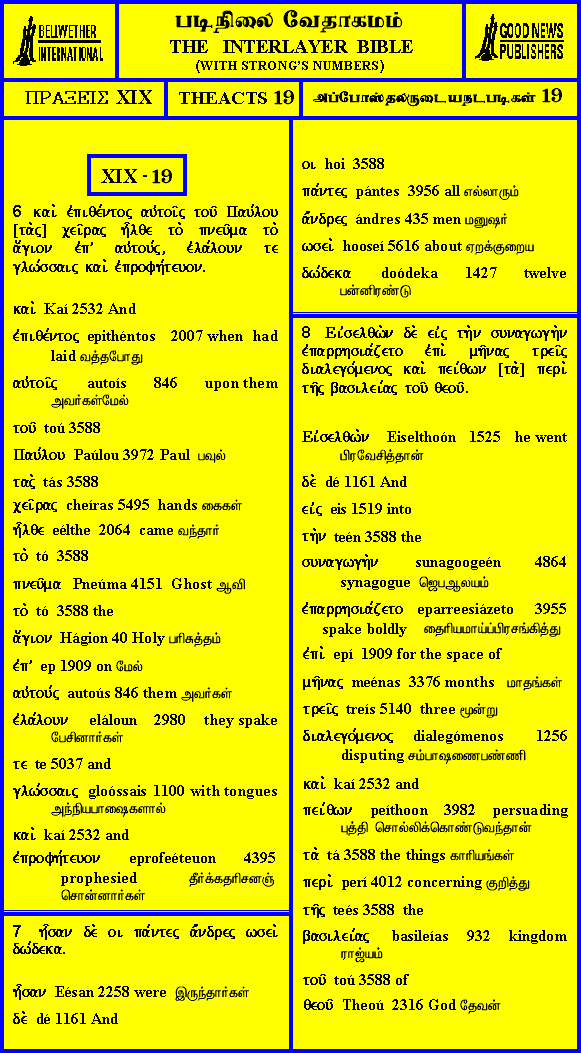 BELLWETHER
INTERNATIONAL
படிநிலை வேதாகமம்
THE INTERLAYER BIBLE
(WITH STRONG'S NUMBERS)
GOOD NEWS
PUBLISHERS
ΠΡΑΞΕΙΣ XIX
THEACTS 19
அப்போஸ்தலருடையநடபடிகள் 19
XIX - 19
6 καὶ ἐπιθέντος αὐτοῖς τοῦ Παύλου
[τὰς] χεῖρας ἦλθε τὸ πνεῦμα τὸ
ἅγιον ἐπ’ αὐτούς, ἐλάλουν τε
γλώσσαις καὶ ἐπροφήτευον.
καὶ Kaí 2532 And
ἐπιθέντος epithéntos 2007 when had
laid வத்தபோது
αὐτοῖς autoís 846 upon them
அவர்கள்மேல்
τοῦ toú 3588
Παύλου Paúlou 3972 Paul பவுல்
τας tás 3588
χεῖρας cheíras 5495 hands கைகள்
ἦλθε eélthe 2064 came வந்தார்
τὸ tó 3588
πνεῦμα Pneúma 4151 Ghost ஆவி
τὸ tó 3588 the
ἅγιον Hágion 40 Holy பரிசுத்தம்
ἐπ’ ep 1909 on மேல்
αὐτούς autoús 846 them அவர்கள்
ἐλάλουν eláloun 2980 they spake
பேசினார்கள்
τε te 5037 and
γλώσσαις gloóssais 1100 with tongues
அந்நியபாஷைகளால்
καὶ kaí 2532 and
ἐπροφήτευον eprofeéteuon 4395
prophesied தீர்க்கதரிசனஞ்
சொன்னார்கள்
7 ἦσαν δὲ οι πάντες ἄνδρες ωσεὶ
δώδεκα.
ἦσαν Eésan 2258 were இருந்தார்கள்
δὲ dé 1161 And
οι hoi 3588
πάντες pántes 3956 all எல்லாரும்
ἄνδρες ándres 435 men மனுஷர்
ωσεὶ hooseí 5616 about ஏறக்குறைய
δώδεκα doódeka 1427 twelve
பன்னிரண்டு
8 Εἰσελθὼν δὲ εἰς τὴν συναγωγὴν
ἐπαρρησιάζετο ἐπὶ μῆνας τρεῖς
διαλεγόμενος καὶ πείθων [τὰ] περὶ
τῆς βασιλείας τοῦ θεοῦ.
Εἰσελθὼν Eiselthoón 1525 he went
பிரவேசித்தான்
δὲ dé 1161 And
εἰς eis 1519 into
τὴν teén 3588 the
συναγωγὴν sunagoogeén 4864
synagogue ஜெபஆலயம்
ἐπαρρησιάζετο eparreesiázeto 3955
spake boldly தைரியமாய்ப்பிரசங்கித்து
ἐπὶ epí 1909 for the space of
μῆνας meénas 3376 months மாதங்கள்
τρεῖς treís 5140 three மூன்று
διαλεγόμενος dialegómenos 1256
disputing சம்பாஷணைபண்ணி
καὶ kaí 2532 and
πείθων peíthoon 3982 persuading
புத்தி சொல்லிக்கொண்டுவந்தான்
τὰ tá 3588 the things காரியங்கள்
περὶ perí 4012 concerning குறித்து
τῆς teés 3588 the
βασιλείας basileías 932 kingdom
ராஜ்யம்
τοῦ toú 3588 of
θεοῦ Theoú 2316 God தேவன்